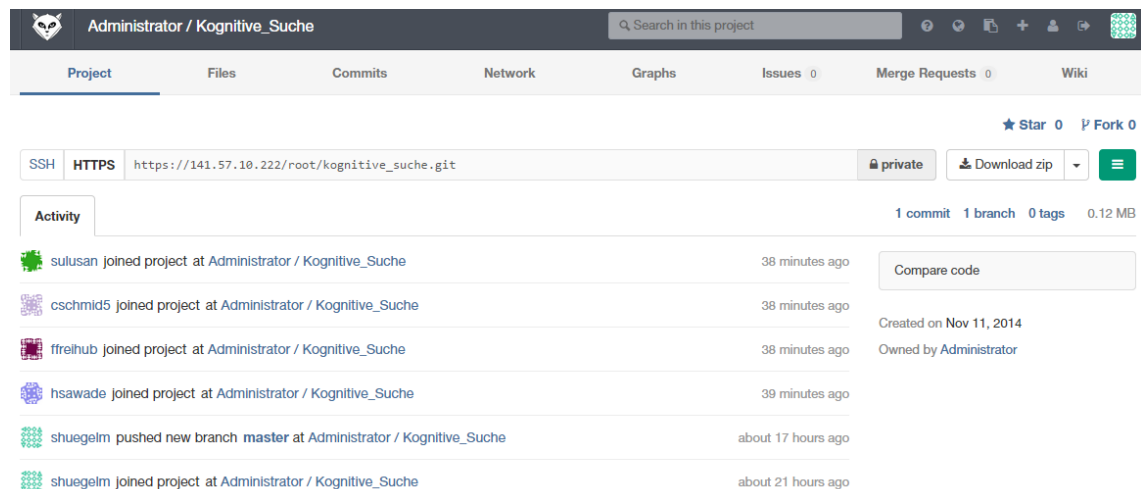 Administrator / Kognitive_Suche
Search in this project
Project Files Commits Network Graphs Issues 0 Merge Requests 0 Wiki
Star 0 Fork 0
SSH HTTPS https://141.57.10.222/root/kognitive_suche.git private Download zip
Activity 1 commit 1 branch 0 tags 0.12 MB
sulusan joined project at Administrator / Kognitive_Suche 38 minutes ago
cschmid5 joined project at Administrator / Kognitive_Suche 38 minutes ago
ffreihub joined project at Administrator / Kognitive_Suche 38 minutes ago
hsawade joined project at Administrator / Kognitive_Suche 39 minutes ago
shuegelm pushed new branch master at Administrator / Kognitive_Suche about 17 hours ago
shuegelm joined project at Administrator / Kognitive_Suche about 21 hours ago
Compare code
Created on Nov 11, 2014
Owned by Administrator